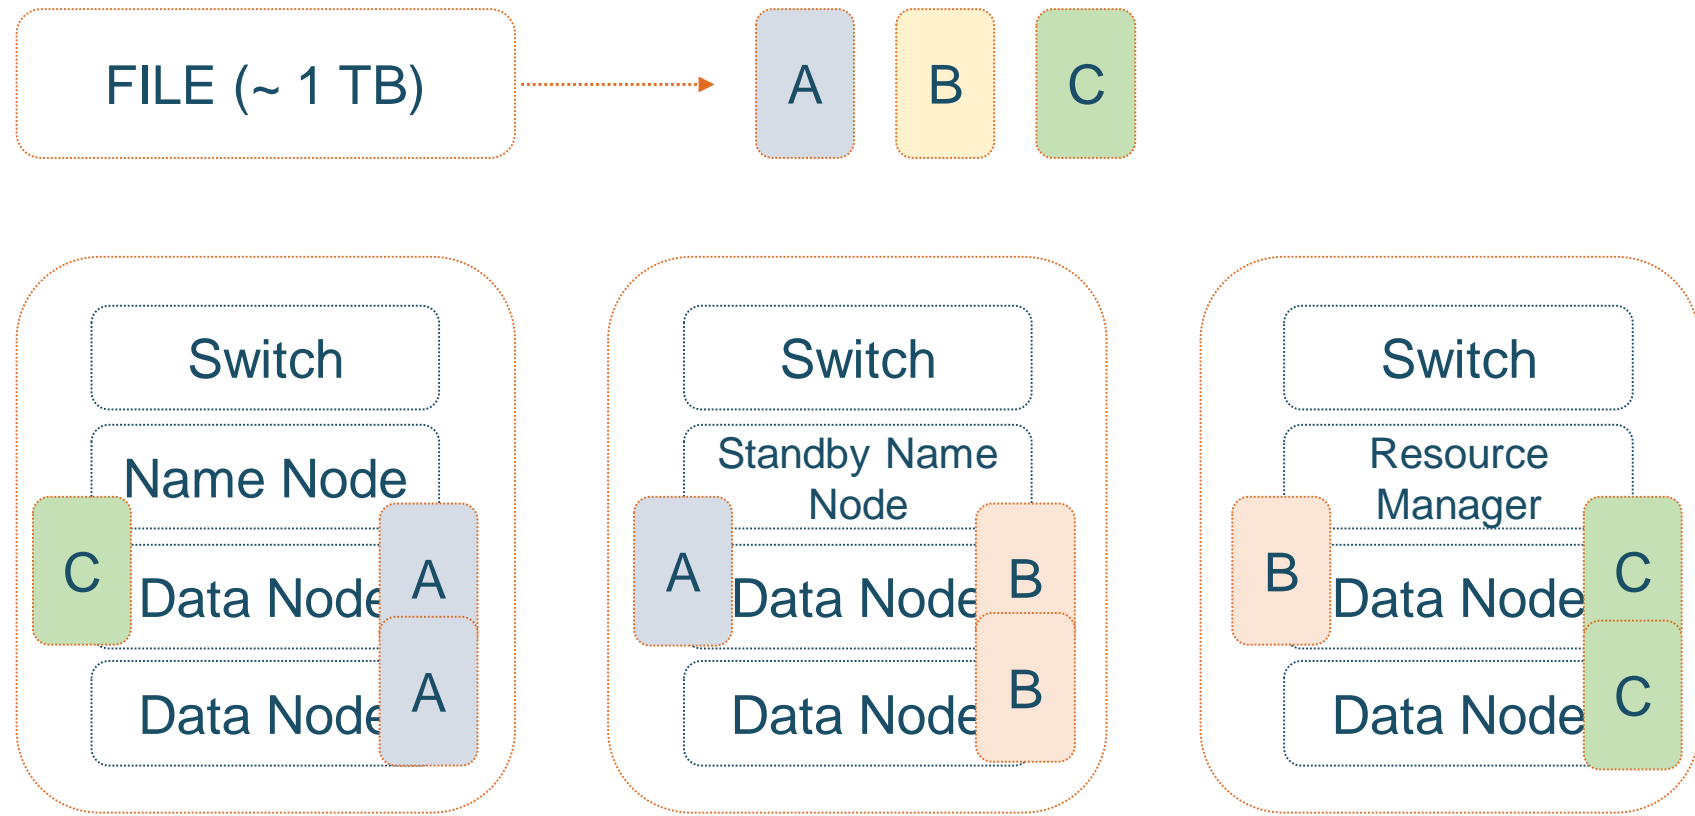 FILE (~ 1 TB)
A
B
C
Switch
Name Node
C
Data Node
A
Data Node
A
Switch
Standby Name
Node
A
Data Node
B
Data Node
B
Switch
Resource
Manager
B
Data Node
C
Data Node
C